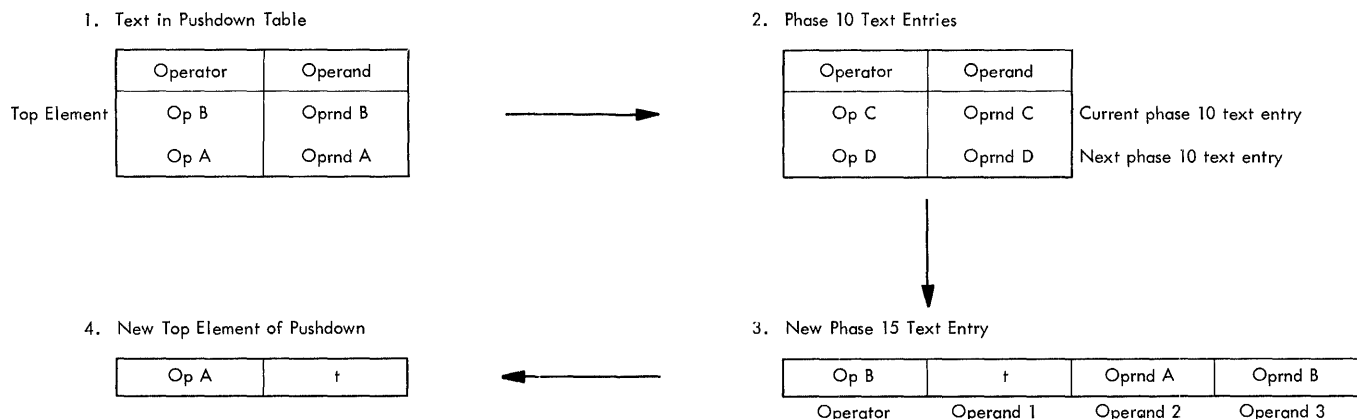 1. Text in Pushdown Table
Operator Operand
Top Element Op B Oprnd B
Op A Oprnd A
2. Phase 10 Text Entries
Operator Operand
Op C Oprnd C Current phase 10 text entry
Op D Oprnd D Next phase 10 text entry
4. New Top Element of Pushdown
Op A t
3. New Phase 15 Text Entry
Op B t Oprnd A Oprnd B
Operator Operand 1 Operand 2 Operand 3